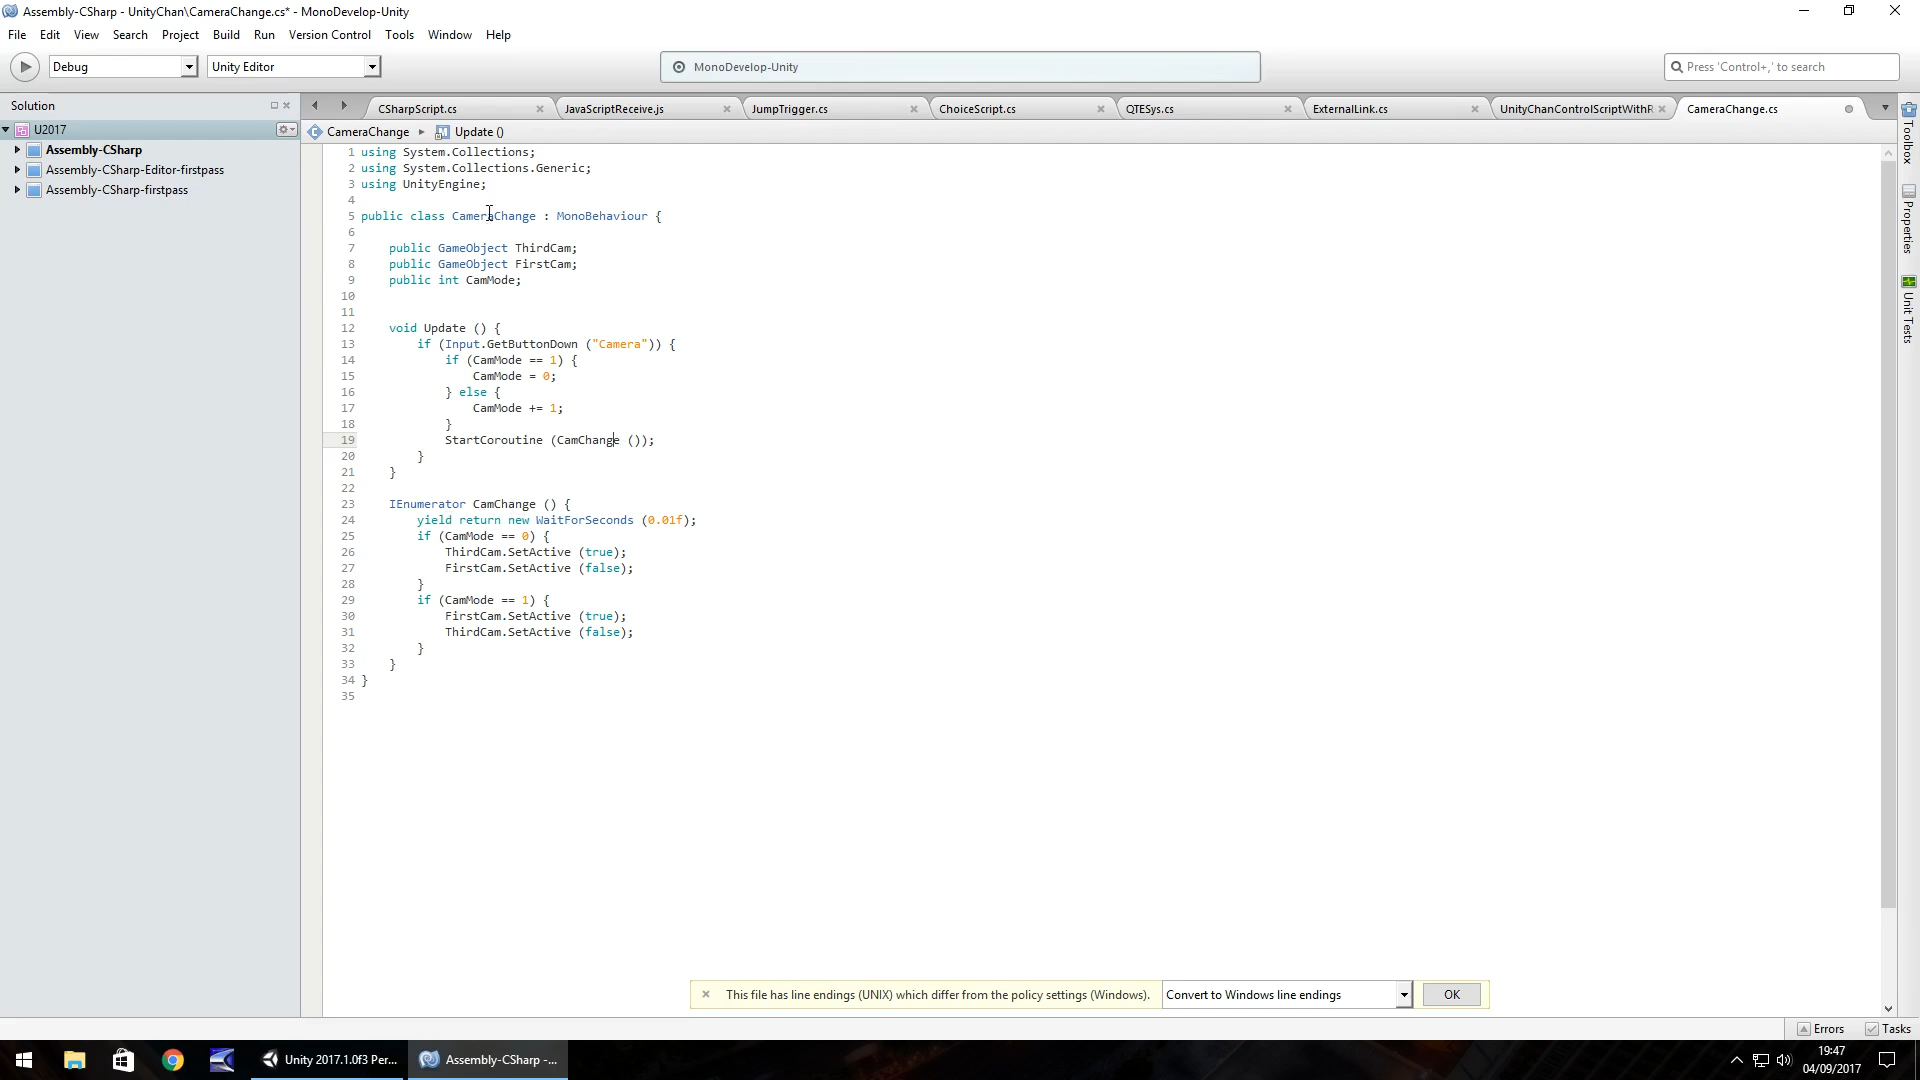 Assembly-CSharp - UnityChan\CameraChange.cs* - MonoDevelop-Unity
File Edit View Search Project Build Run Version Control Tools Window Help
Debug Unity Editor MonoDevelop-Unity Press 'Control+,' to search
Solution
CSharpScript.cs JavaScriptReceive.js JumpTrigger.cs ChoiceScript.cs QTESys.cs ExternalLink.cs UnityChanControlScriptWithR CameraChange.cs
U2017
Assembly-CSharp
Assembly-CSharp-Editor-firstpass
Assembly-CSharp-firstpass
CameraChange Update ()
1 using System.Collections;
2 using System.Collections.Generic;
3 using UnityEngine;
4
5 public class CameraChange : MonoBehaviour {
6
7 public GameObject ThirdCam;
8 public GameObject FirstCam;
9 public int CamMode;
10
11
12 void Update () {
13 if (Input.GetButtonDown ("Camera")) {
14 if (CamMode == 1) {
15 CamMode = 0;
16 } else {
17 CamMode += 1;
18 }
19 StartCoroutine (CamChange ());
20 }
21 }
22
23 IEnumerator CamChange () {
24 yield return new WaitForSeconds (0.01f);
25 if (CamMode == 0) {
26 ThirdCam.SetActive (true);
27 FirstCam.SetActive (false);
28 }
29 if (CamMode == 1) {
30 FirstCam.SetActive (true);
31 ThirdCam.SetActive (false);
32 }
33 }
34 }
35
Toolbox
Properties
Unit Tests
This file has line endings (UNIX) which differ from the policy settings (Windows). Convert to Windows line endings OK
Errors Tasks
Unity 2017.1.0f3 Per... Assembly-CSharp -...
19:47
04/09/2017